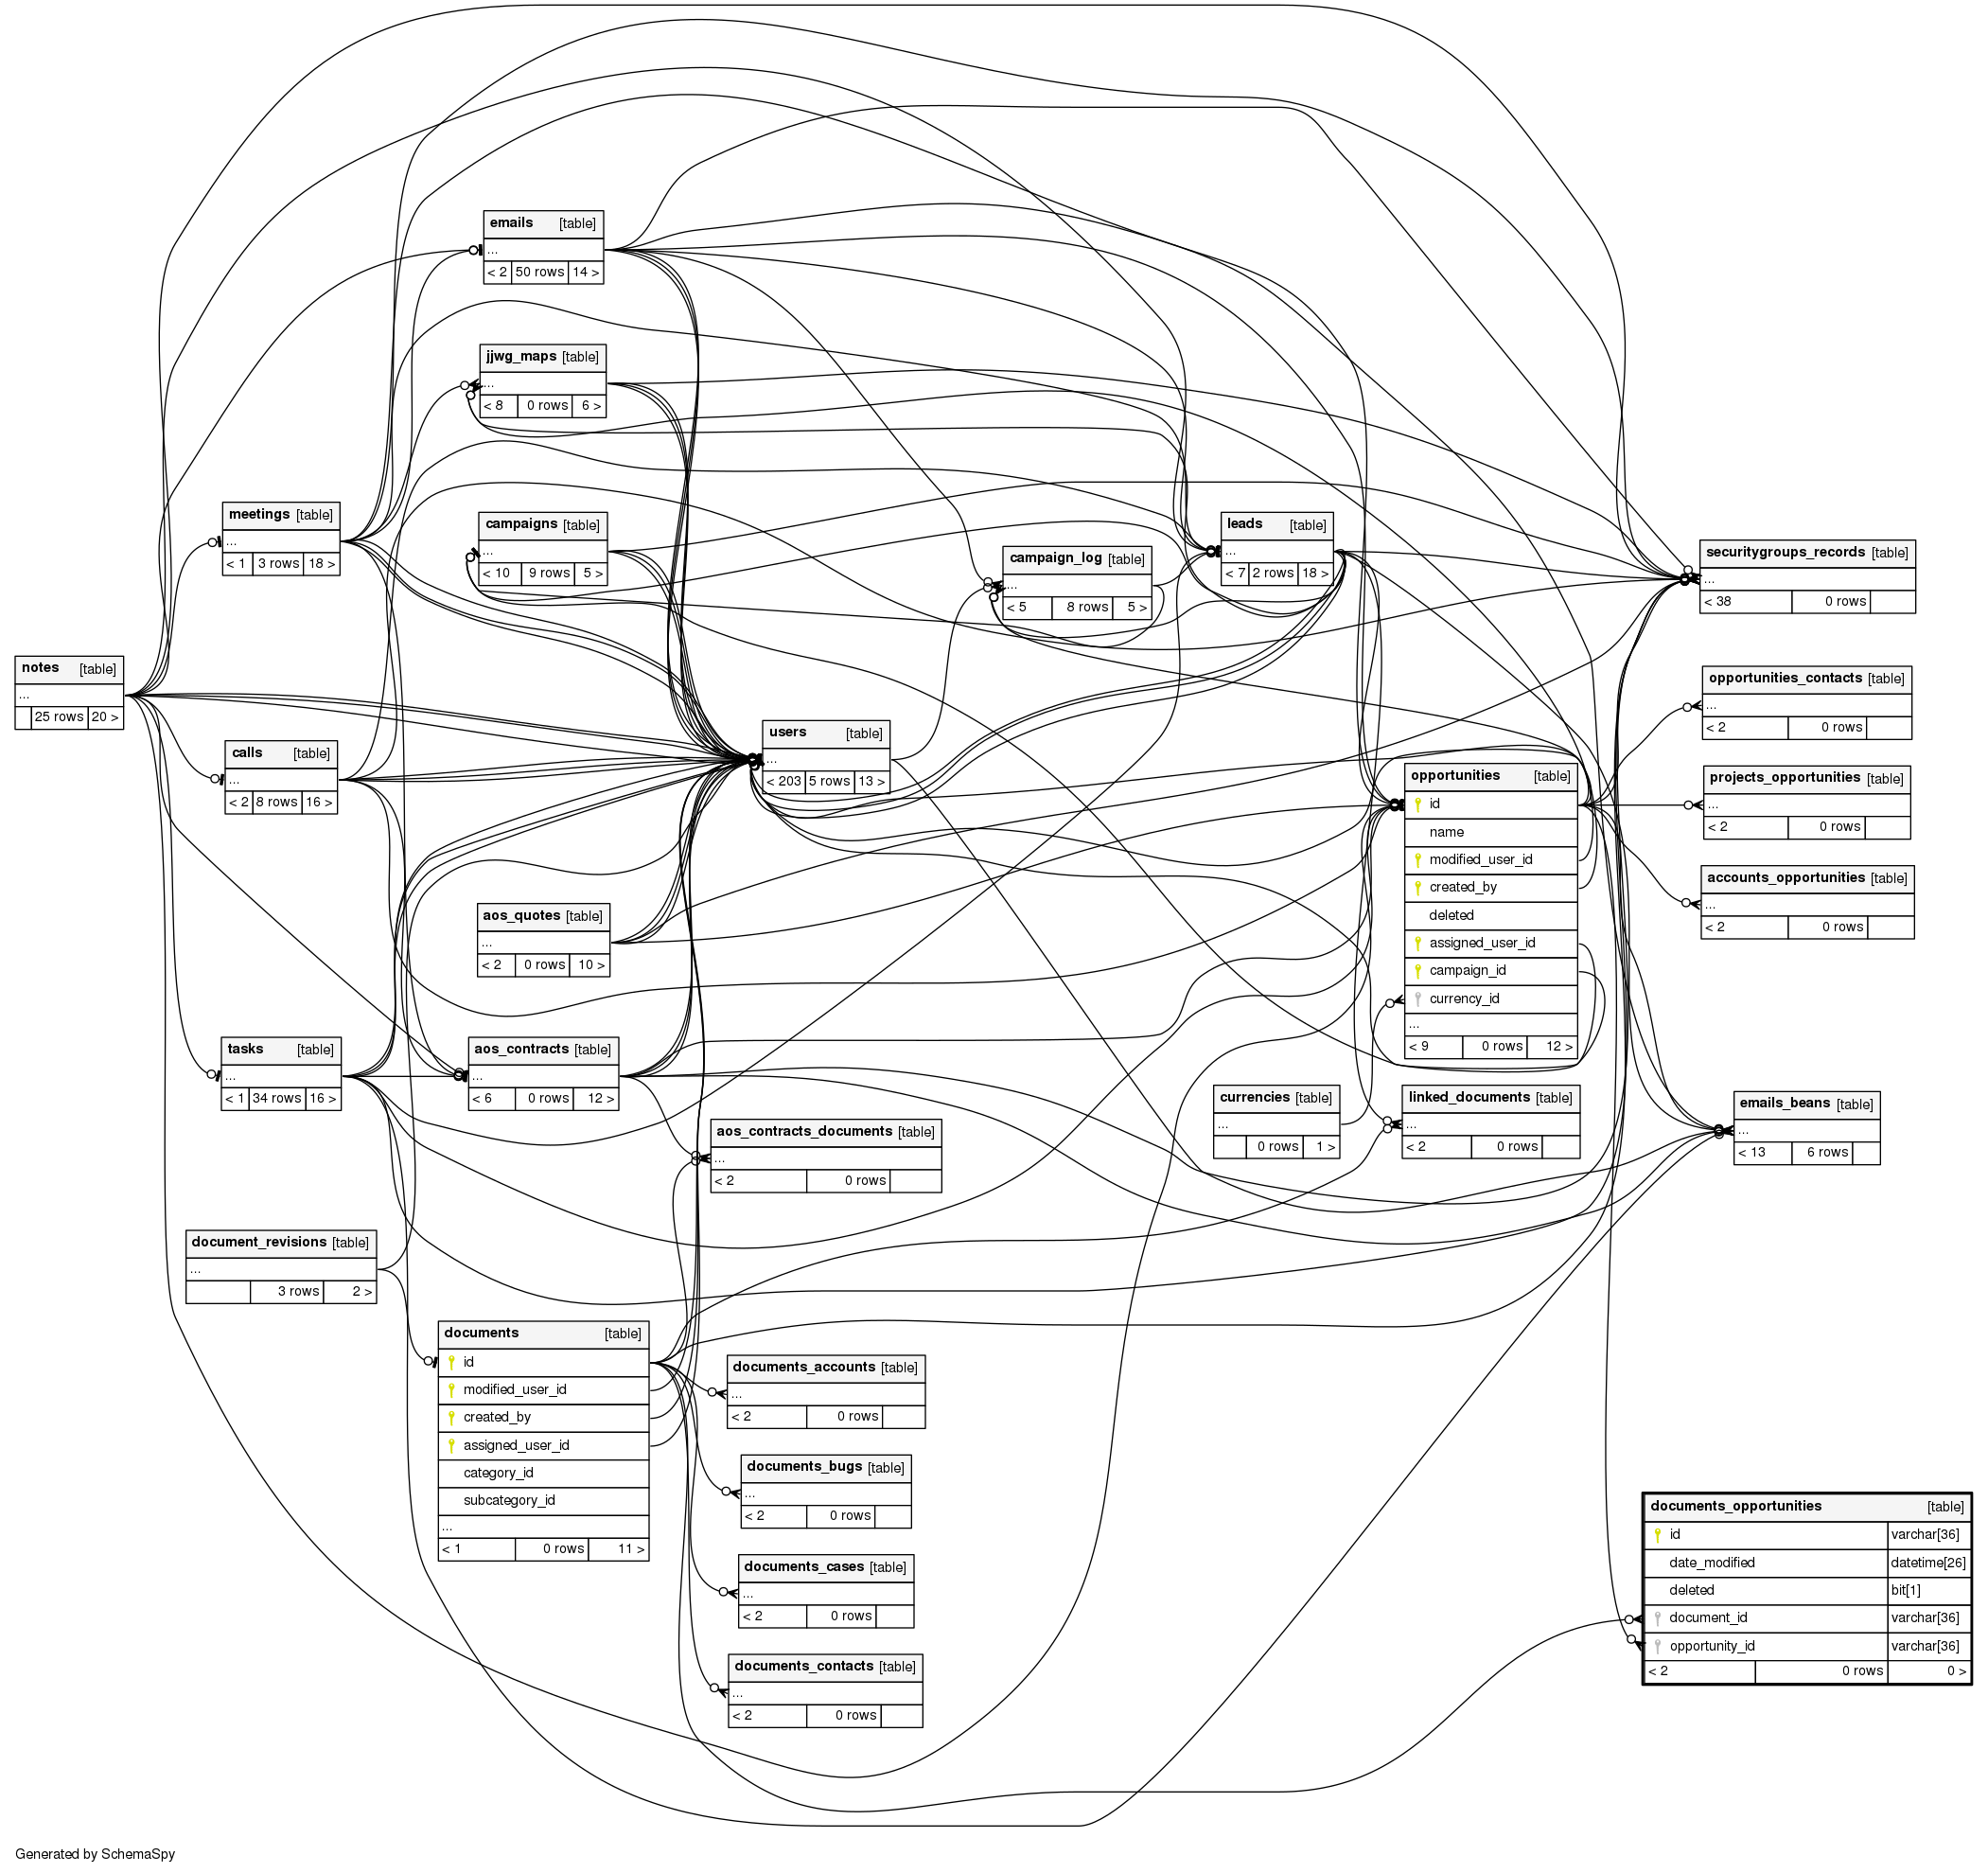 emails [table]
...
< 2 50 rows 14 >
jjwg_maps [table]
...
< 8 0 rows 6 >
meetings [table]
...
< 1 3 rows 18 >
campaigns [table]
...
< 10 9 rows 5 >
leads [table]
...
< 7 2 rows 18 >
campaign_log [table]
...
< 5 8 rows 5 >
securitygroups_records [table]
...
< 38 0 rows
notes [table]
...
25 rows 20 >
opportunities_contacts [table]
...
< 2 0 rows
calls [table]
...
< 2 8 rows 16 >
users [table]
...
< 203 5 rows 13 >
opportunities [table]
id
name
modified_user_id
created_by
deleted
assigned_user_id
campaign_id
currency_id
...
< 9 0 rows 12 >
projects_opportunities [table]
...
< 2 0 rows
accounts_opportunities [table]
...
< 2 0 rows
aos_quotes [table]
...
< 2 0 rows 10 >
tasks [table]
...
< 1 34 rows 16 >
aos_contracts [table]
...
< 6 0 rows 12 >
currencies [table]
...
0 rows 1 >
linked_documents [table]
...
< 2 0 rows
emails_beans [table]
...
< 13 6 rows
aos_contracts_documents [table]
...
< 2 0 rows
document_revisions [table]
...
3 rows 2 >
documents [table]
id
modified_user_id
created_by
assigned_user_id
category_id
subcategory_id
...
< 1 0 rows 11 >
documents_accounts [table]
...
< 2 0 rows
documents_bugs [table]
...
< 2 0 rows
documents_cases [table]
...
< 2 0 rows
documents_contacts [table]
...
< 2 0 rows
documents_opportunities [table]
id varchar[36]
date_modified datetime[26]
deleted bit[1]
document_id varchar[36]
opportunity_id varchar[36]
< 2 0 rows 0 >
Generated by SchemaSpy